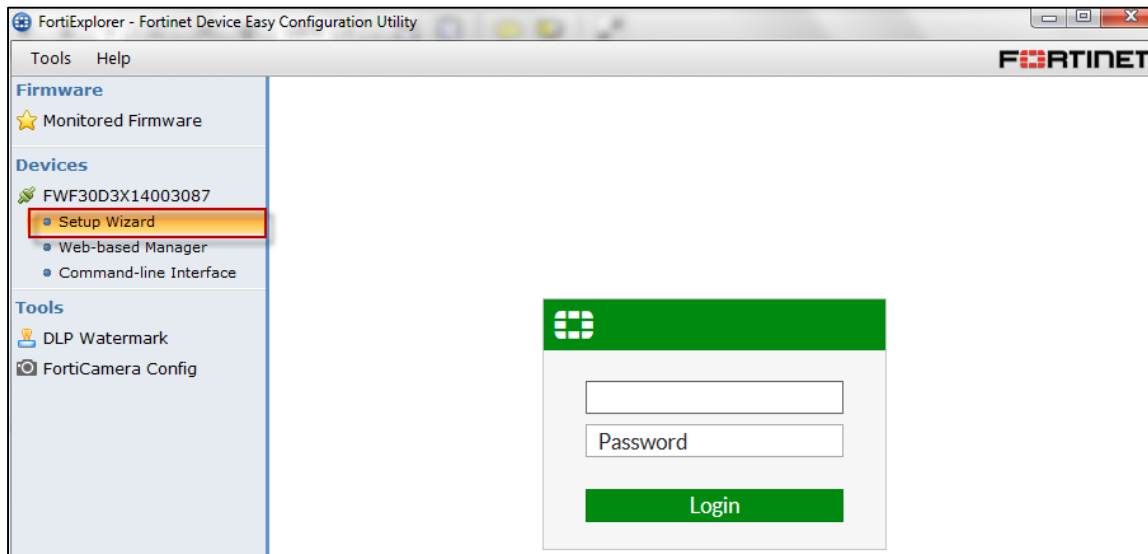 FortiExplorer - Fortinet Device Easy Configuration Utility
Tools Help
FORTINET
Firmware
Monitored Firmware
Devices
FWF30D3X14003087
Setup Wizard
Web-based Manager
Command-line Interface
Tools
DLP Watermark
FortiCamera Config
Password
Login